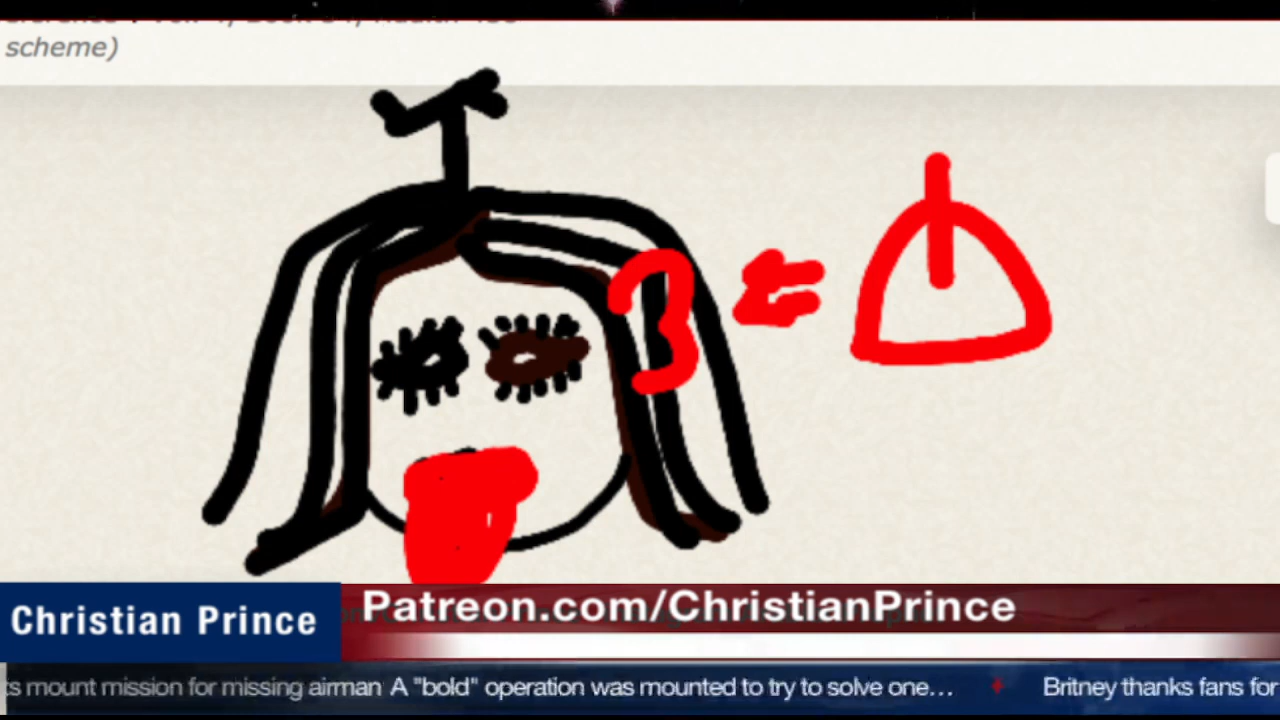 scheme)
Christian Prince
Patreon.com/ChristianPrince
s mount mission for missing airman A "bold" operation was mounted to try to solve one… Britney thanks fans for